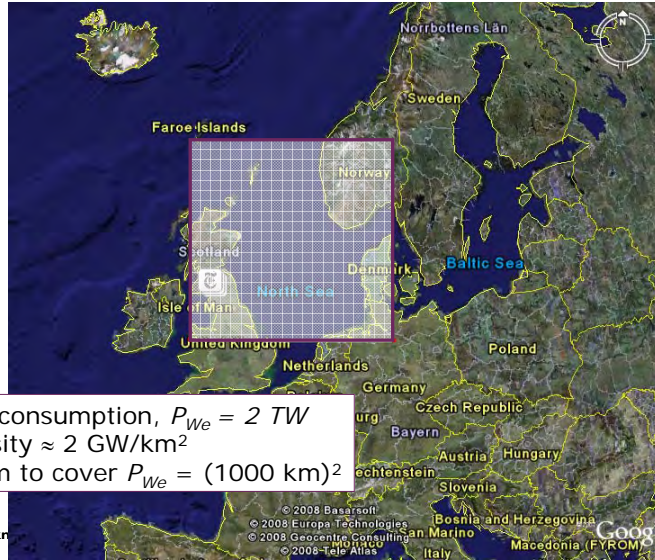 N
Norrbottens Län
Sweden
Faroe Islands
Norway
Scotland
Denmark
Baltic Sea
North Sea
Isle of Man
United Kingdom
Poland
Netherlands
Germany
consumption, P_We = 2 TW
Czech Republic
sity ≈ 2 GW/km²
Bayern
m to cover P_We = (1000 km)²
Austria
Hungary
echtenstein
Slovenia
© 2008 Basarsoft
© 2008 Europa Technologies
Bosnia and Herzegovina
© 2008 Geocentre Consulting
San Marino
Goog
© 2008 Tele Atlas
Monaco
Italy
Macedonia (FYROM)